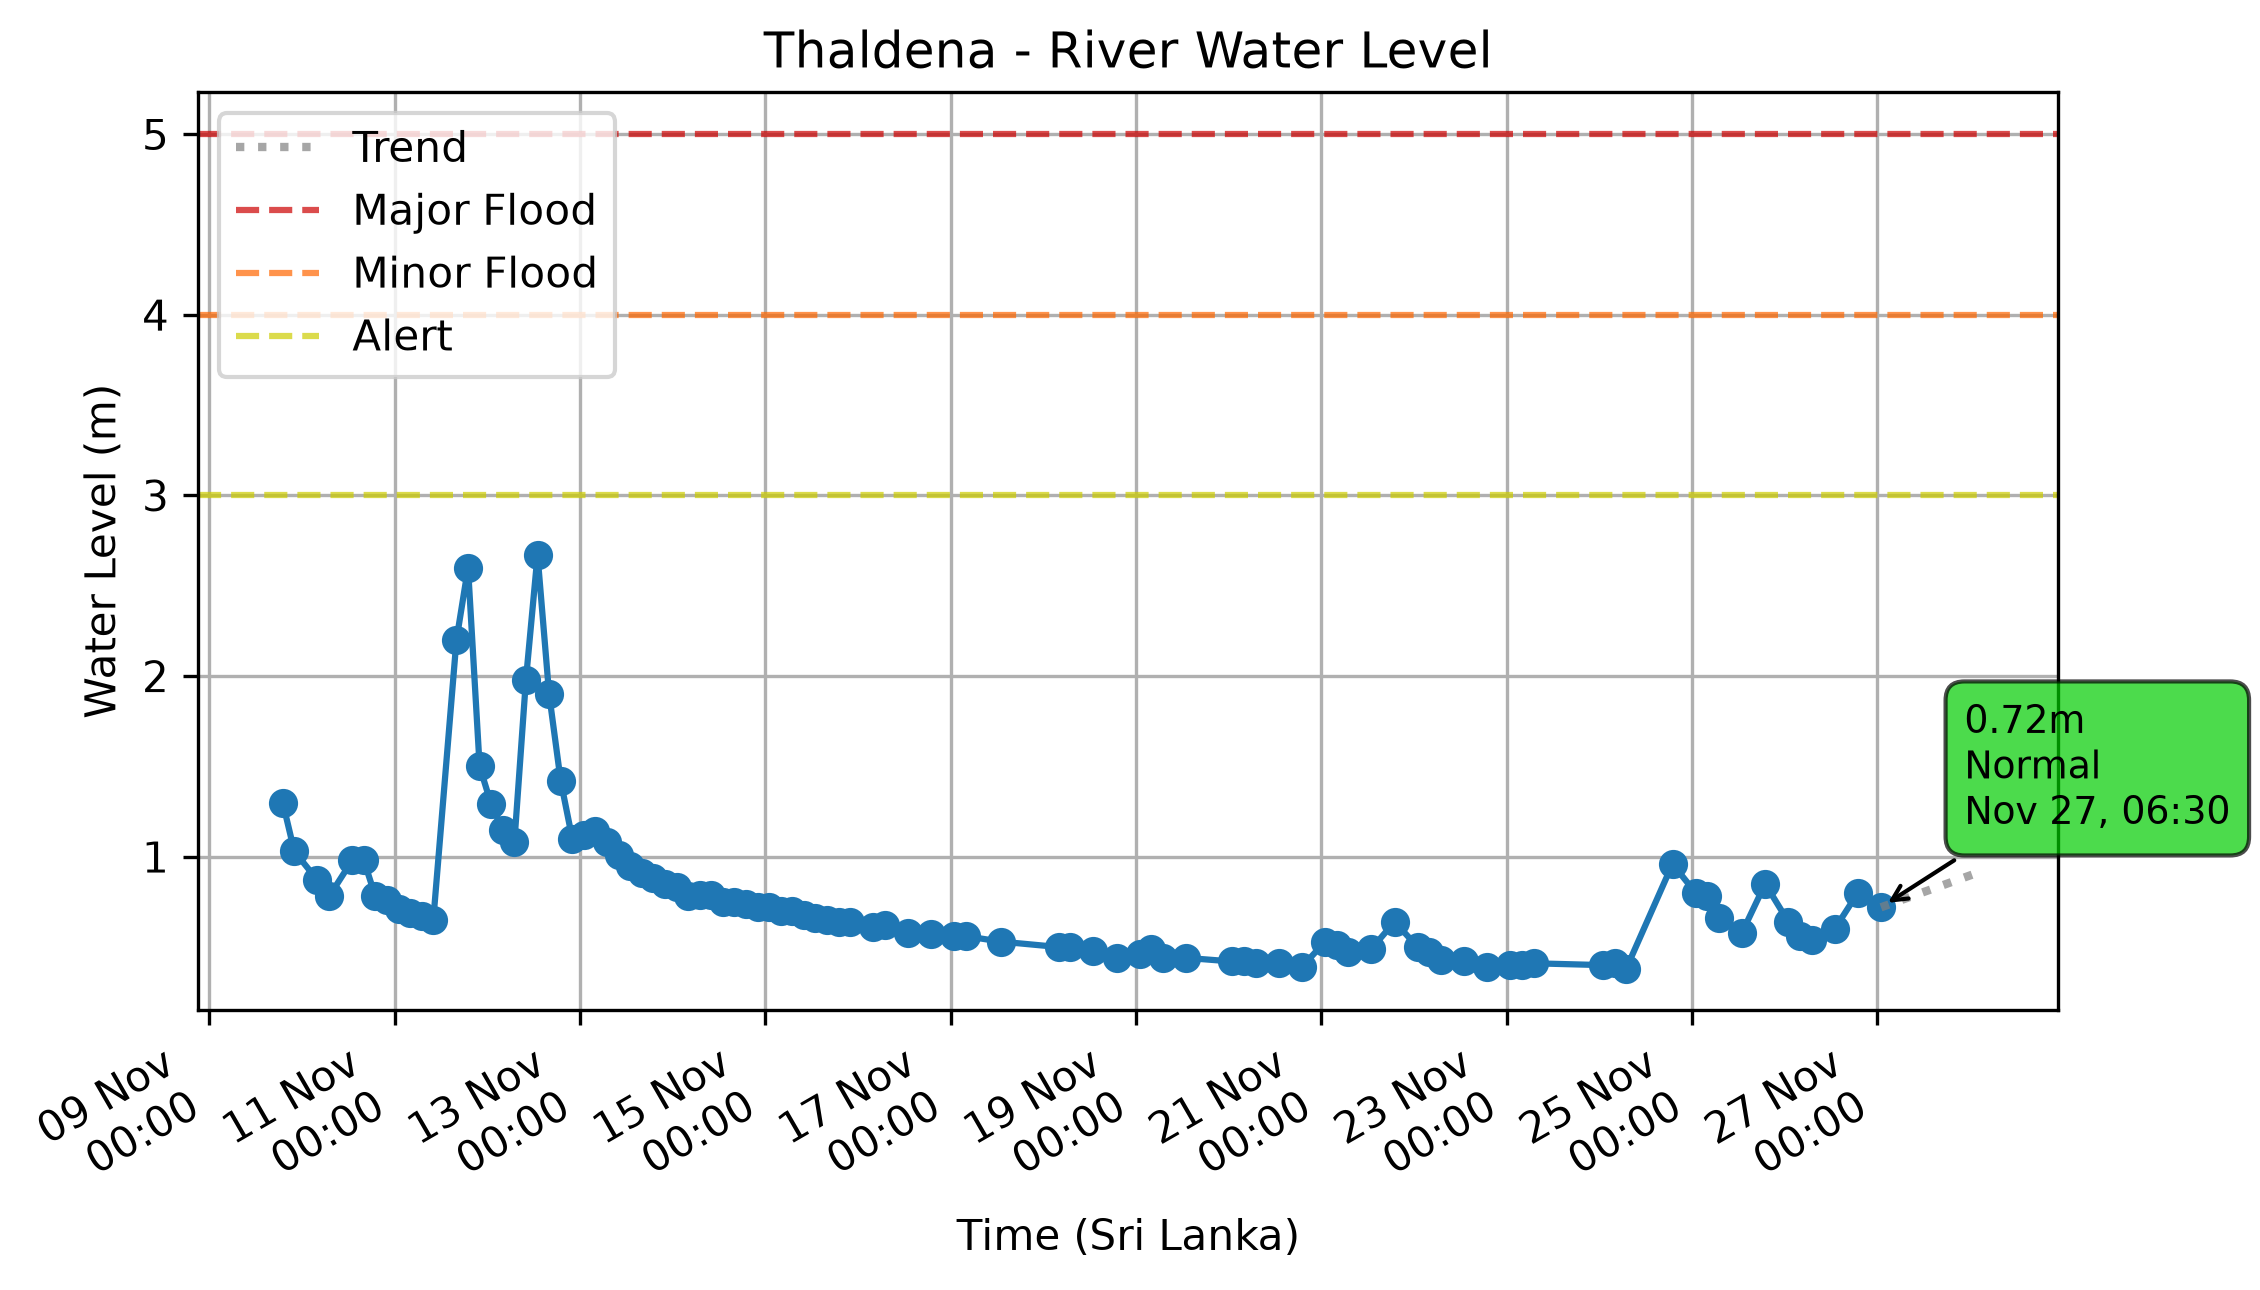 Thaldena - River Water Level
Trend
Major Flood
Minor Flood
Alert
Water Level (m)
5
4
3
2
1
0.72m
Normal
Nov 27, 06:30
09 Nov
00:00
11 Nov
00:00
13 Nov
00:00
15 Nov
00:00
17 Nov
00:00
19 Nov
00:00
21 Nov
00:00
23 Nov
00:00
25 Nov
00:00
27 Nov
00:00
Time (Sri Lanka)